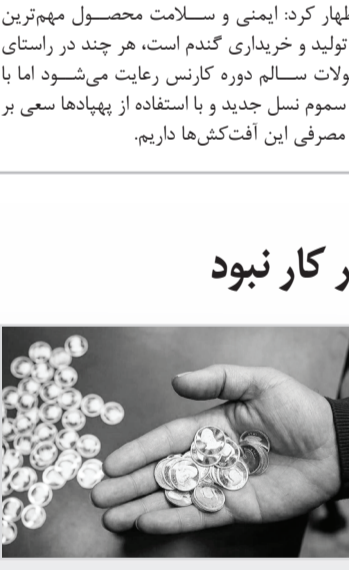 ظهار کرد: ایمنی و سلامت محصول مهم‌ترین
تولید و خریداری گندم است، هر چند در راستای
ولات سالم دوره کارنس رعایت می‌شود اما با
سموم نسل جدید و با استفاده از پهپادها سعی بر
مصرفی این آفت‌کش‌ها داریم.
ر کار نبود